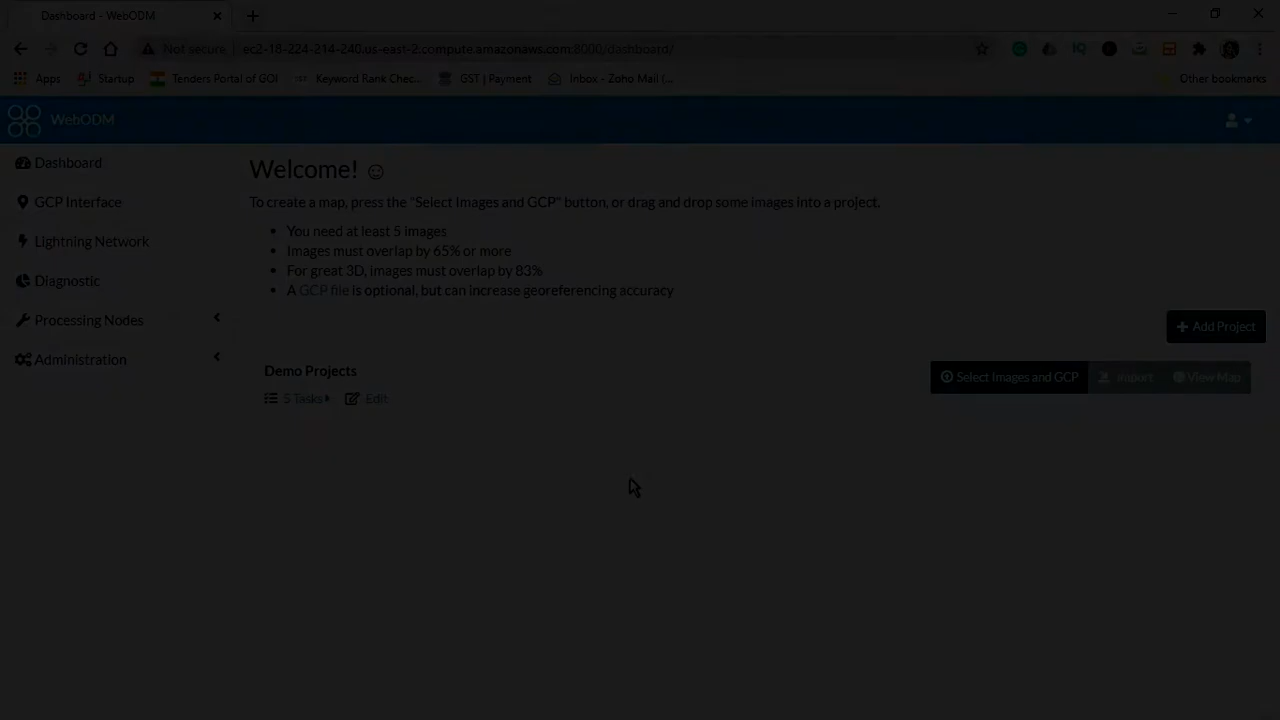 Dashboard - WebODM
Not secure
ec2-18-224-214-240.us-east-2.compute.amazonaws.com:8000/dashboard/
Apps
Startup
Tenders Portal of GOI
Keyword Rank Chec...
GST | Payment
Inbox - Zoho Mail (...
Other bookmarks
WebODM
Dashboard
GCP Interface
Lightning Network
Diagnostic
Processing Nodes
Administration
Welcome!
To create a map, press the "Select Images and GCP" button, or drag and drop some images into a project.
You need at least 5 images
Images must overlap by 65% or more
For great 3D, images must overlap by 83%
A GCP file is optional, but can increase georeferencing accuracy
Add Project
Demo Projects
Select Images and GCP
Import
View Map
5 Tasks
Edit